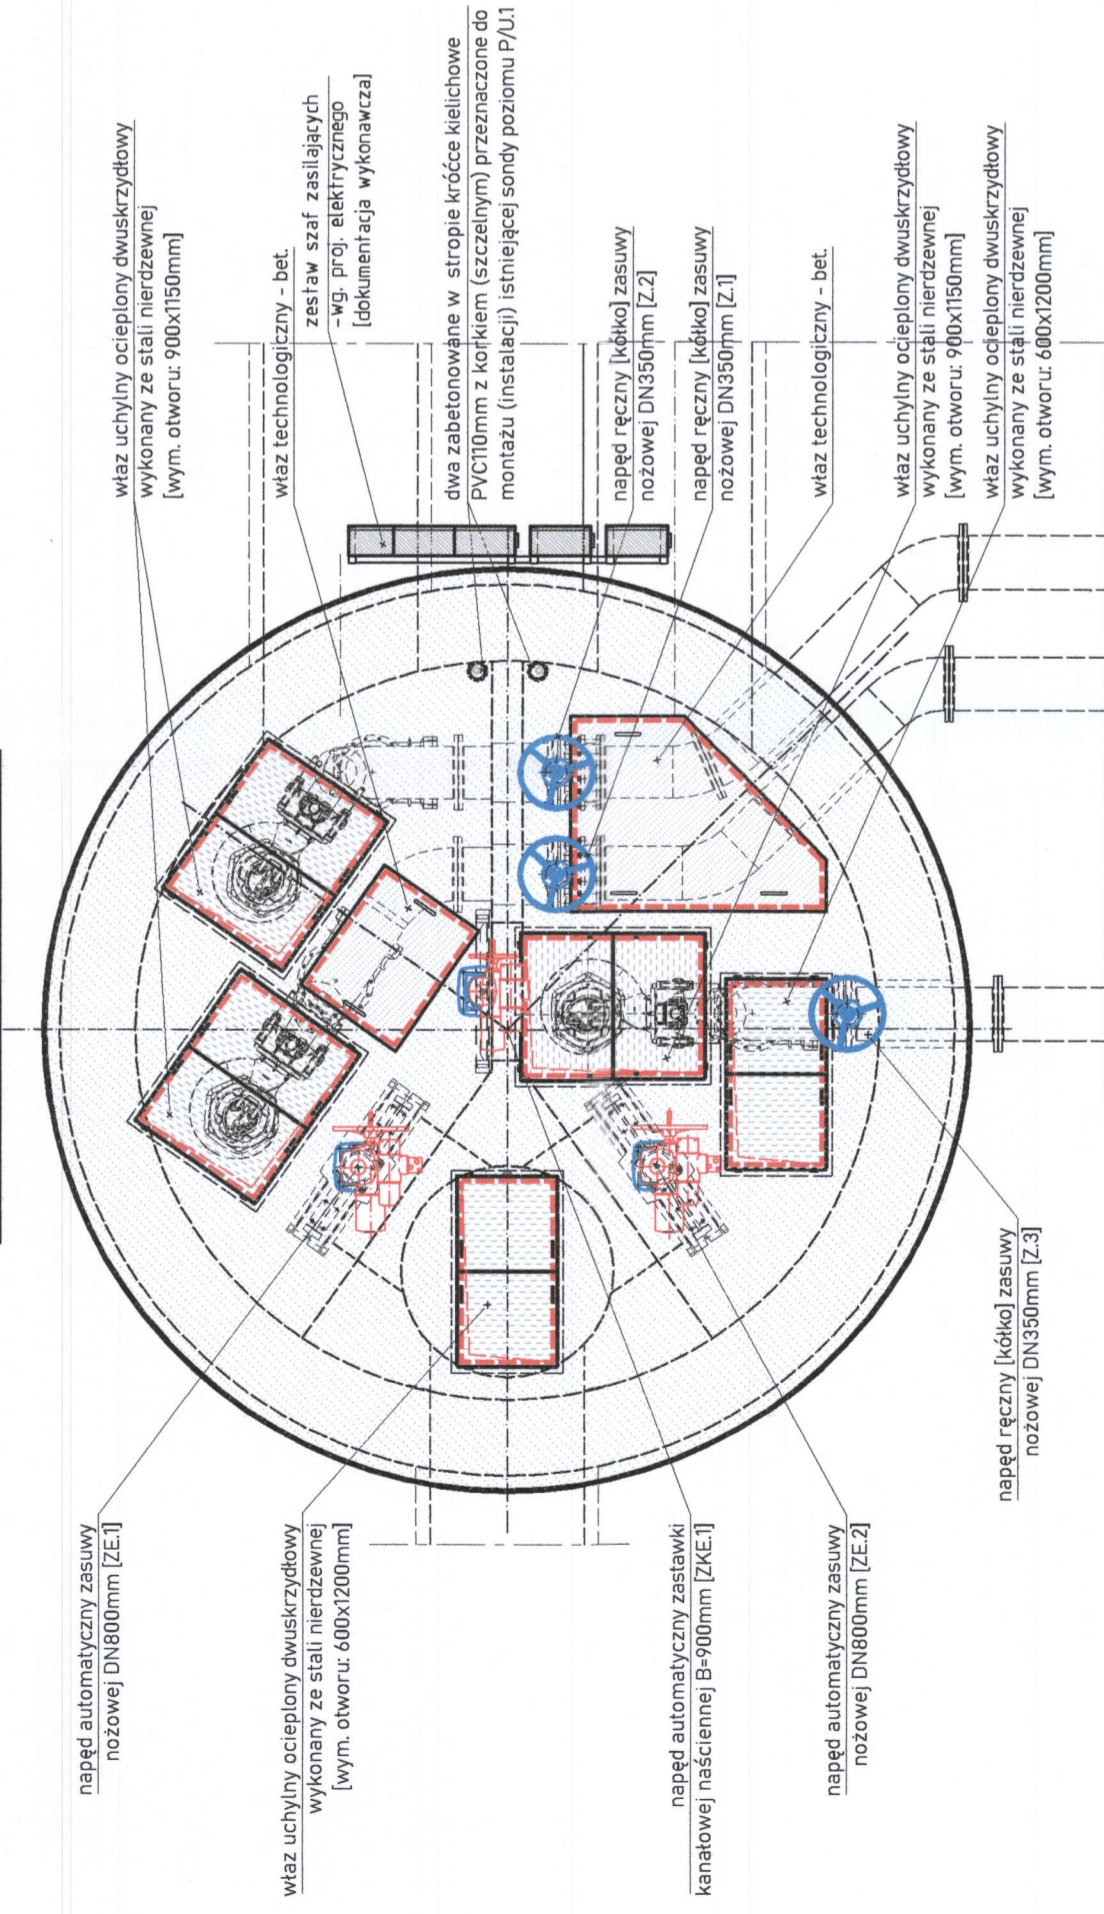 właz uchylny ocieplony dwuskrzydłowy
wykonany ze stali nierdzewnej
[wym. otworu: 900x1150mm]
zestaw szaf zasilających
-wg. proj. elektrycznego
[dokumentacja wykonawcza]
właz technologiczny - bet.
dwa zabetonowane w stropie króćce kielichowe
PVC110mm z korkiem (szczelnym) przeznaczone do
montażu (instalacji) istniejącej sondy poziomu P/U.1
napęd ręczny [kółko] zasuwy
nożowej DN350mm [Z.2]
napęd ręczny [kółko] zasuwy
nożowej DN350mm [Z.1]
właz technologiczny - bet.
właz uchylny ocieplony dwuskrzydłowy
wykonany ze stali nierdzewnej
[wym. otworu: 900x1150mm]
właz uchylny ocieplony dwuskrzydłowy
wykonany ze stali nierdzewnej
[wym. otworu: 600x1200mm]
napęd automatyczny zasuwy
nożowej DN800mm [ZE.1]
właz uchylny ocieplony dwuskrzydłowy
wykonany ze stali nierdzewnej
[wym. otworu: 600x1200mm]
napęd automatyczny zastawki
kanałowej naściennej B=900mm [ZKE.1]
napęd automatyczny zasuwy
nożowej DN800mm [ZE.2]
napęd ręczny [kółko] zasuwy
nożowej DN350mm [Z.3]